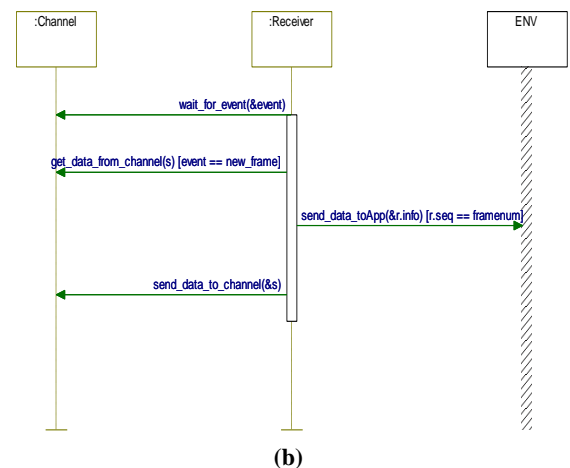 :Channel
:Receiver
ENV
wait_for_event(&event)
get_data_from_channel(s) [event == new_frame]
send_data_toApp(&r.info) [r.seq == framenum]
send_data_to_channel(&s)
(b)